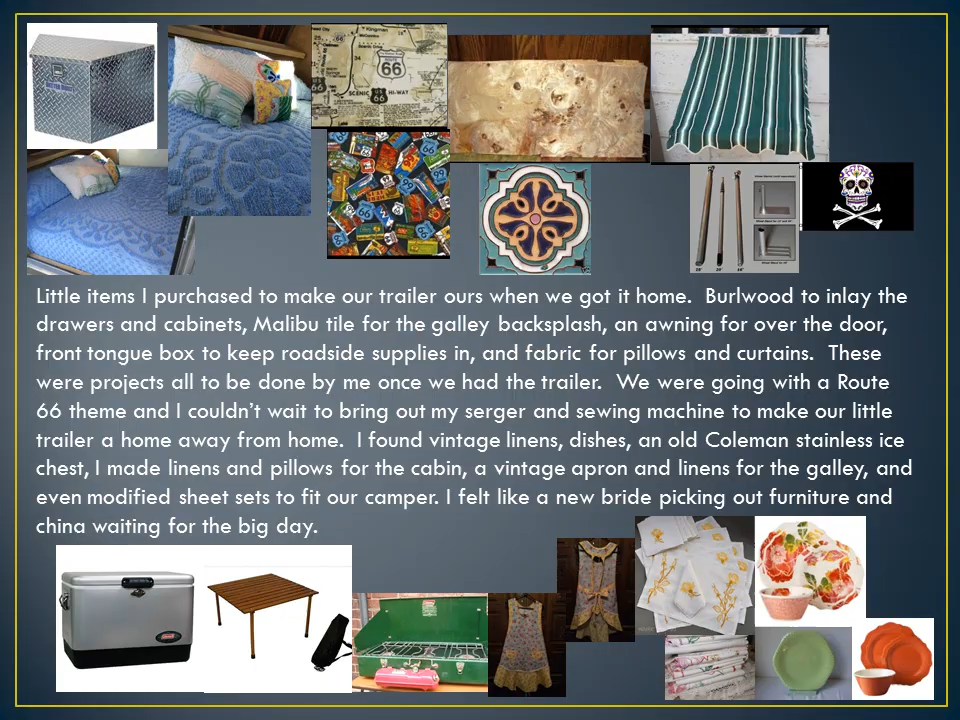 Kingman
66
SCENIC HI-WAY
Little items I purchased to make our trailer ours when we got it home.  Burlwood to inlay the
drawers and cabinets, Malibu tile for the galley backsplash, an awning for over the door,
front tongue box to keep roadside supplies in, and fabric for pillows and curtains.  These
were projects all to be done by me once we had the trailer.  We were going with a Route
66 theme and I couldn’t wait to bring out my serger and sewing machine to make our little
trailer a home away from home.  I found vintage linens, dishes, an old Coleman stainless ice
chest, I made linens and pillows for the cabin, a vintage apron and linens for the galley, and
even modified sheet sets to fit our camper. I felt like a new bride picking out furniture and
china waiting for the big day.